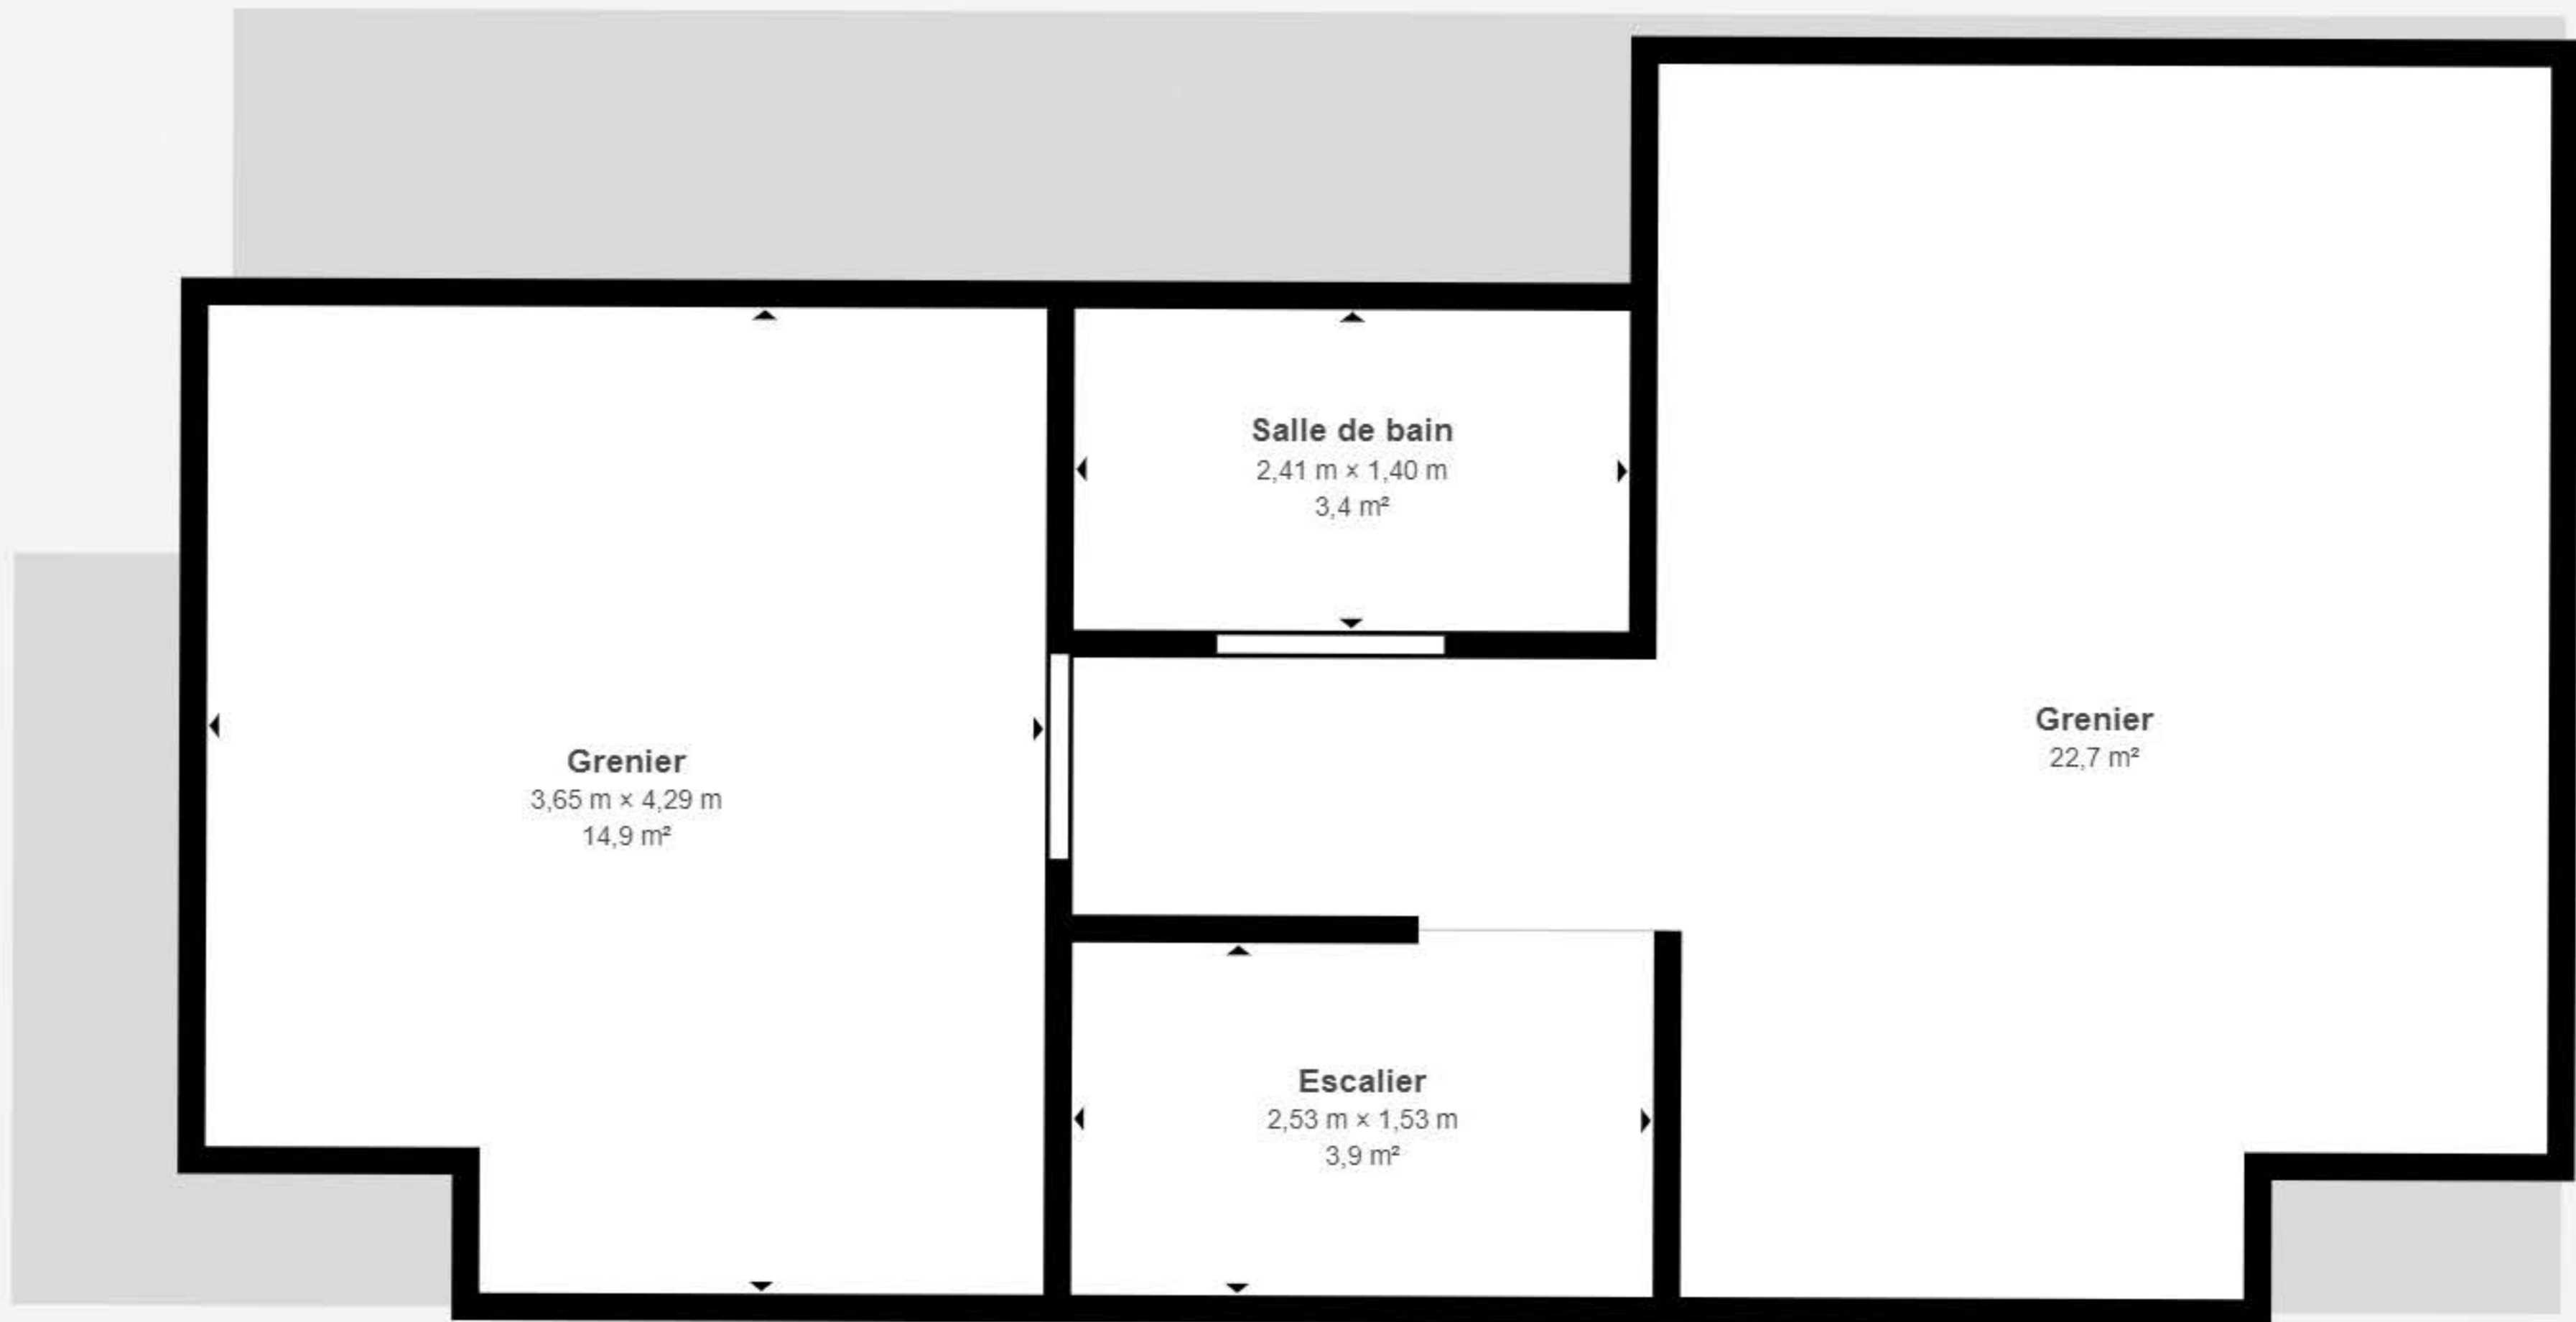 Salle de bain
2,41 m × 1,40 m
3,4 m²
Grenier
22,7 m²
Grenier
3,65 m × 4,29 m
14,9 m²
Escalier
2,53 m × 1,53 m
3,9 m²